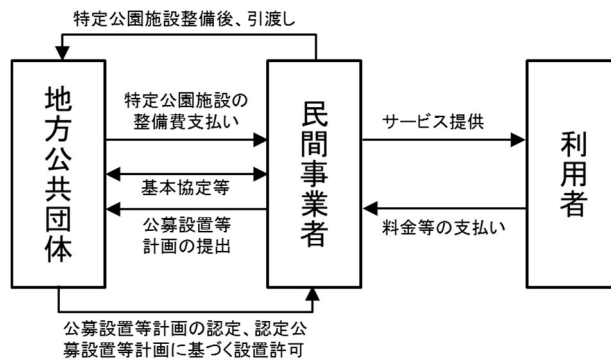 特定公園施設整備後、引渡し
地方公共団体
特定公園施設の
整備費支払い
基本協定等
公募設置等
計画の提出
民間事業者
サービス提供
料金等の支払い
利用者
公募設置等計画の認定、認定公
募設置等計画に基づく設置許可